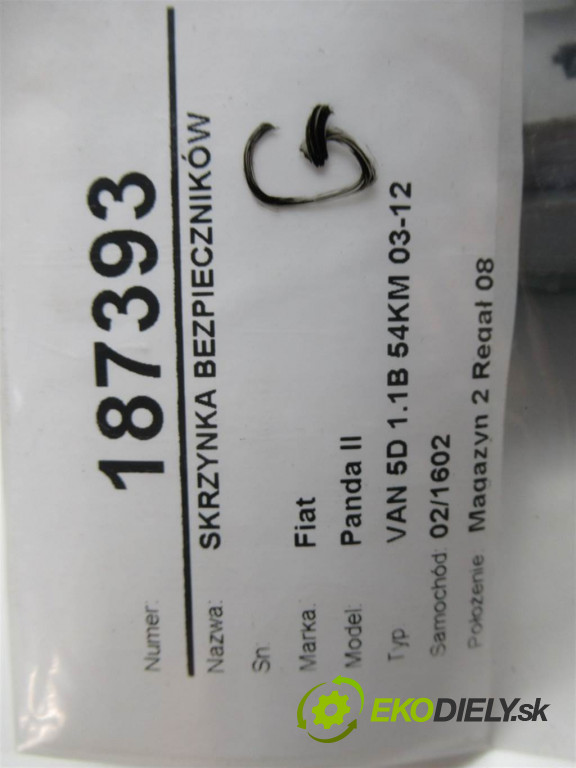 Numer: 187393
Nazwa: SKRZYNKA BEZPIECZNIKÓW
Sn:
G
Marka: Fiat
Model: Panda II
Typ VAN 5D 1.1B 54KM 03-12
Samochód: 02/1602
Położenie Magazyn 2 Regał 08
EKODIELY.sk